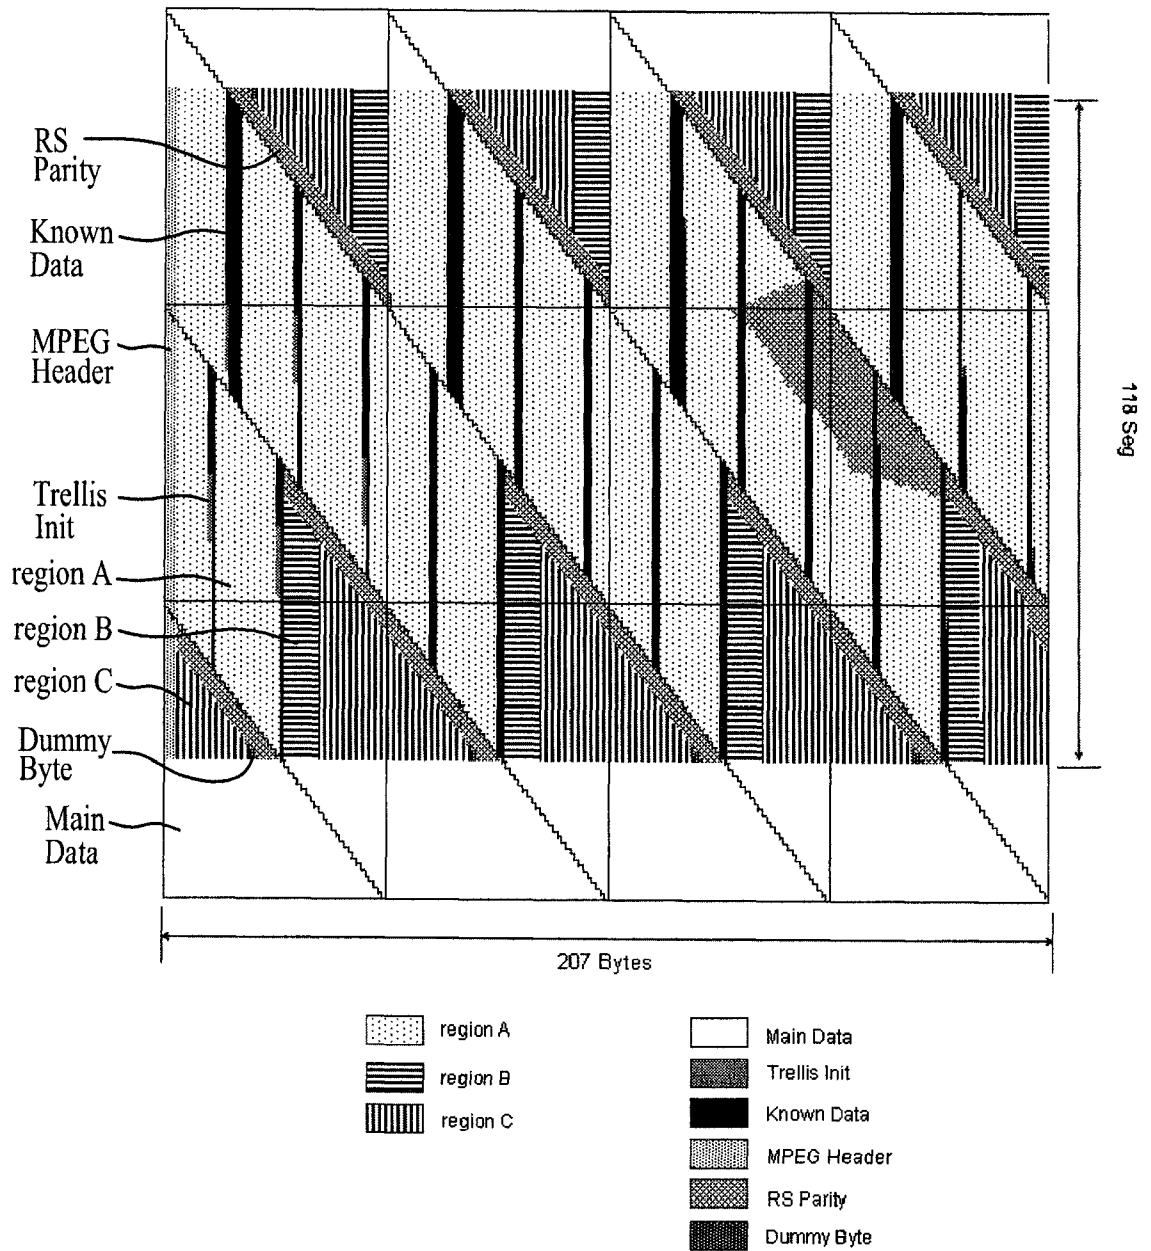 RS
Parity
Known
Data
MPEG
Header
Trellis
Init
region A
region B
region C
Dummy
Byte
Main
Data
118 Seg
207 Bytes
region A
region B
region C
Main Data
Trellis Init
Known Data
MPEG Header
RS Parity
Dummy Byte